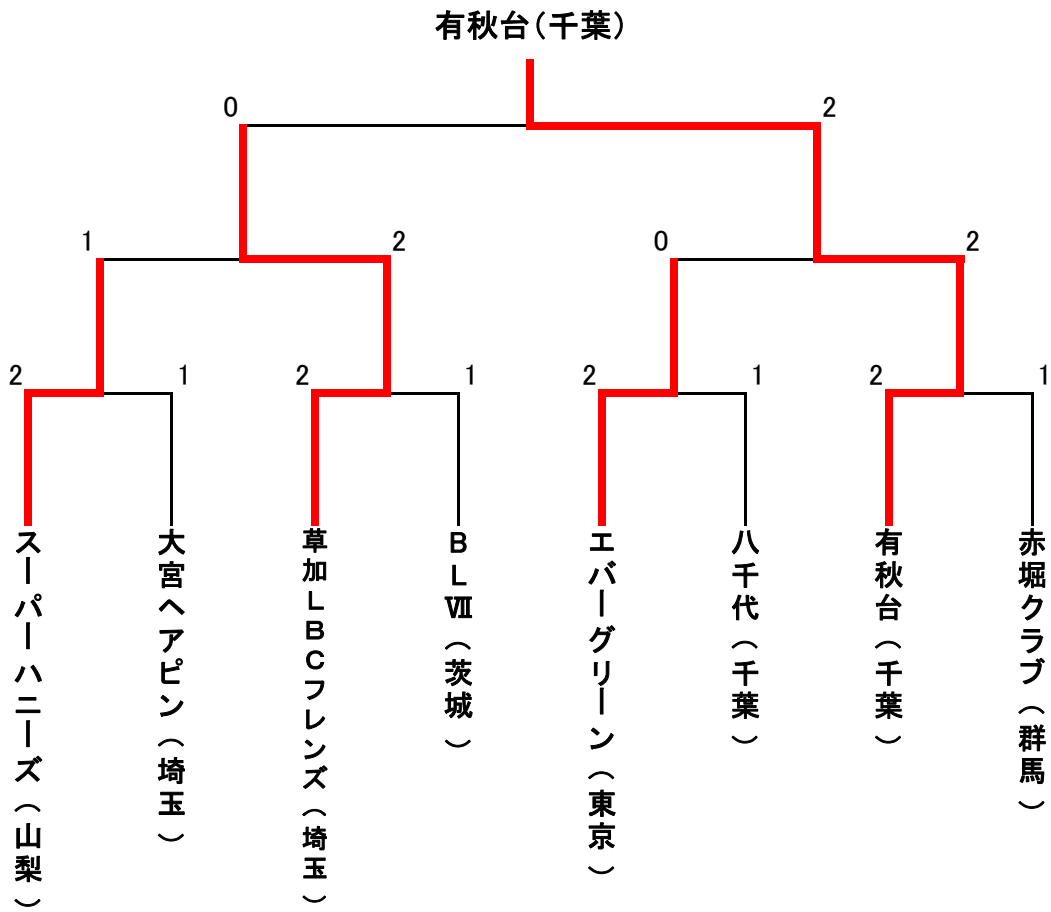 有秋台（千葉）
0
2
1
2
0
2
2
1
2
1
2
1
2
1
スーパーハニーズ（山梨）
大宮ヘアピン（埼玉）
草加ＬＢＣフレンズ（埼玉）
ＢＬⅦ（茨城）
エバーグリーン（東京）
八千代（千葉）
有秋台（千葉）
赤堀クラブ（群馬）